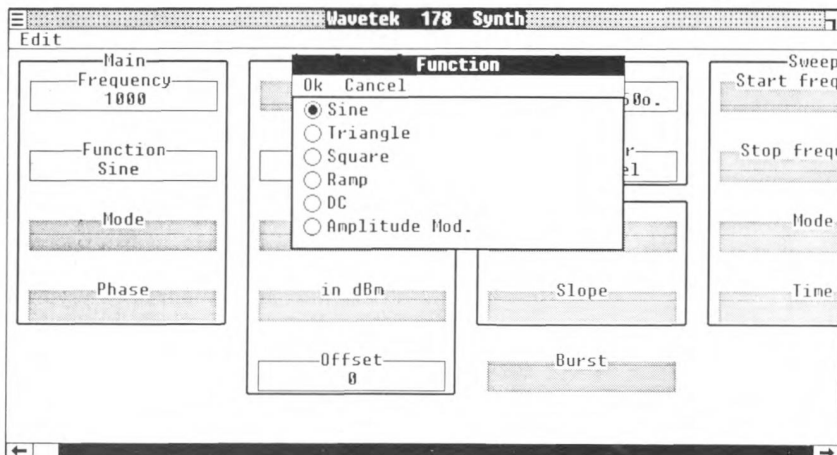 Wavetek 178 Synth
Edit
Main
Frequency
1000
Function
Sine
Mode
Phase
Function
Ok Cancel
Sine
Triangle
Square
Ramp
DC
Amplitude Mod.
in dBm
Offset
0
Slope
Burst
Sweep
Start freq
Stop frequ
Mode
Time